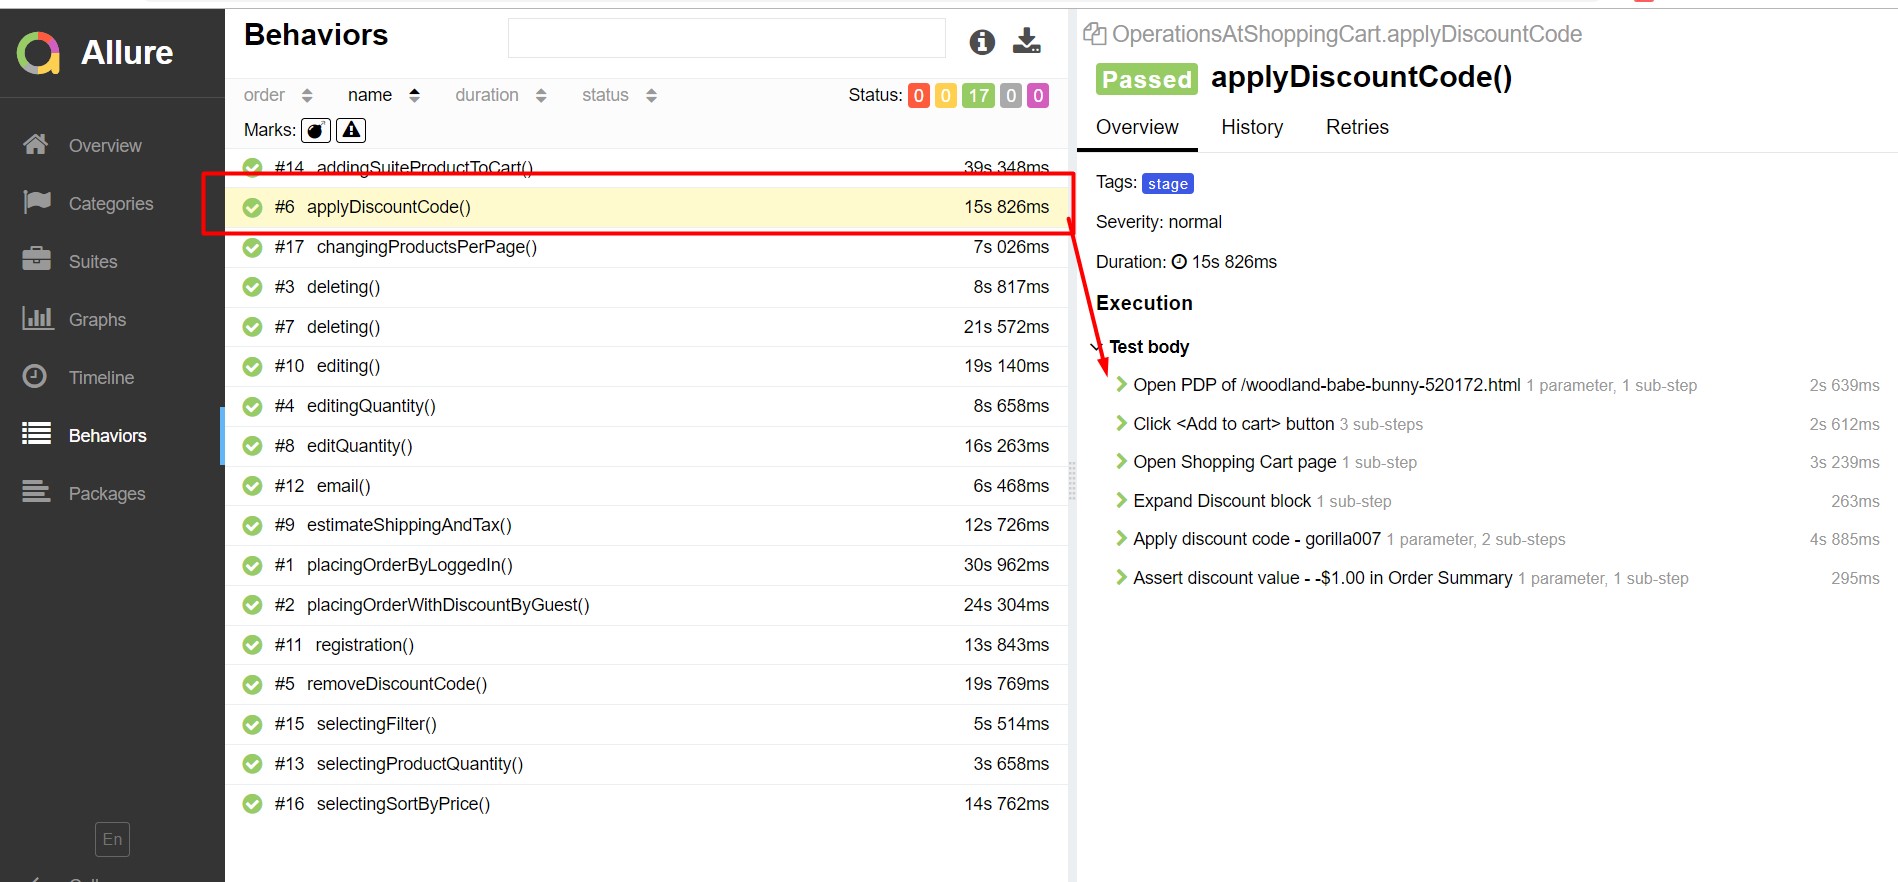 Allure
Overview
Categories
Suites
Graphs
Timeline
Behaviors
Packages
En
Behaviors
order name duration status Status: 0 0 17 0 0
Marks:
#14 addingSuiteProductToCart() 39s 348ms
#6 applyDiscountCode() 15s 826ms
#17 changingProductsPerPage() 7s 026ms
#3 deleting() 8s 817ms
#7 deleting() 21s 572ms
#10 editing() 19s 140ms
#4 editingQuantity() 8s 658ms
#8 editQuantity() 16s 263ms
#12 email() 6s 468ms
#9 estimateShippingAndTax() 12s 726ms
#1 placingOrderByLoggedIn() 30s 962ms
#2 placingOrderWithDiscountByGuest() 24s 304ms
#11 registration() 13s 843ms
#5 removeDiscountCode() 19s 769ms
#15 selectingFilter() 5s 514ms
#13 selectingProductQuantity() 3s 658ms
#16 selectingSortByPrice() 14s 762ms
OperationsAtShoppingCart.applyDiscountCode
Passed applyDiscountCode()
Overview History Retries
Tags: stage
Severity: normal
Duration: 15s 826ms
Execution
Test body
Open PDP of /woodland-babe-bunny-520172.html 1 parameter, 1 sub-step 2s 639ms
Click <Add to cart> button 3 sub-steps 2s 612ms
Open Shopping Cart page 1 sub-step 3s 239ms
Expand Discount block 1 sub-step 263ms
Apply discount code - gorilla007 1 parameter, 2 sub-steps 4s 885ms
Assert discount value - -$1.00 in Order Summary 1 parameter, 1 sub-step 295ms